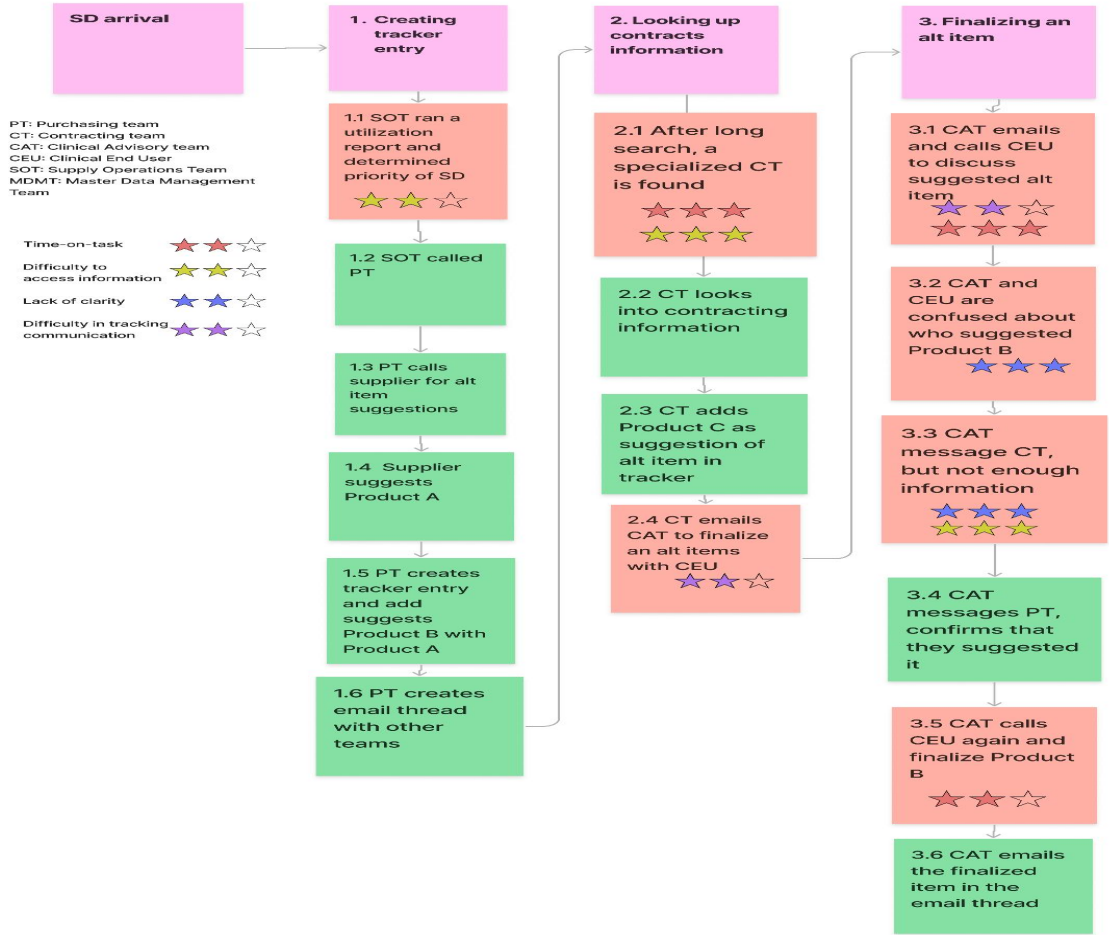 SD arrival
PT: Purchasing team
CT: Contracting team
CAT: Clinical Advisory team
CEU: Clinical End User
SOT: Supply Operations Team
MDMT: Master Data Management
Team
Time-on-task
Difficulty to
access information
Lack of clarity
Difficulty in tracking
communication
1. Creating
tracker
entry
1.1 SOT ran a
utilization
report and
determined
priority of SD
1.2 SOT called
PT
1.3 PT calls
supplier for alt
item
suggestions
1.4 Supplier
suggests
Product A
1.5 PT creates
tracker entry
and add
suggests
Product B with
Product A
1.6 PT creates
email thread
with other
teams
2. Looking up
contracts
information
2.1 After long
search, a
specialized CT
is found
2.2 CT looks
into contracting
information
2.3 CT adds
Product C as
suggestion of
alt item in
tracker
2.4 CT emails
CAT to finalize
an alt items
with CEU
3. Finalizing an
alt item
3.1 CAT emails
and calls CEU
to discuss
suggested alt
item
3.2 CAT and
CEU are
confused about
who suggested
Product B
3.3 CAT
message CT,
but not enough
information
3.4 CAT
messages PT,
confirms that
they suggested
it
3.5 CAT calls
CEU again and
finalize Product
B
3.6 CAT emails
the finalized
item in the
email thread